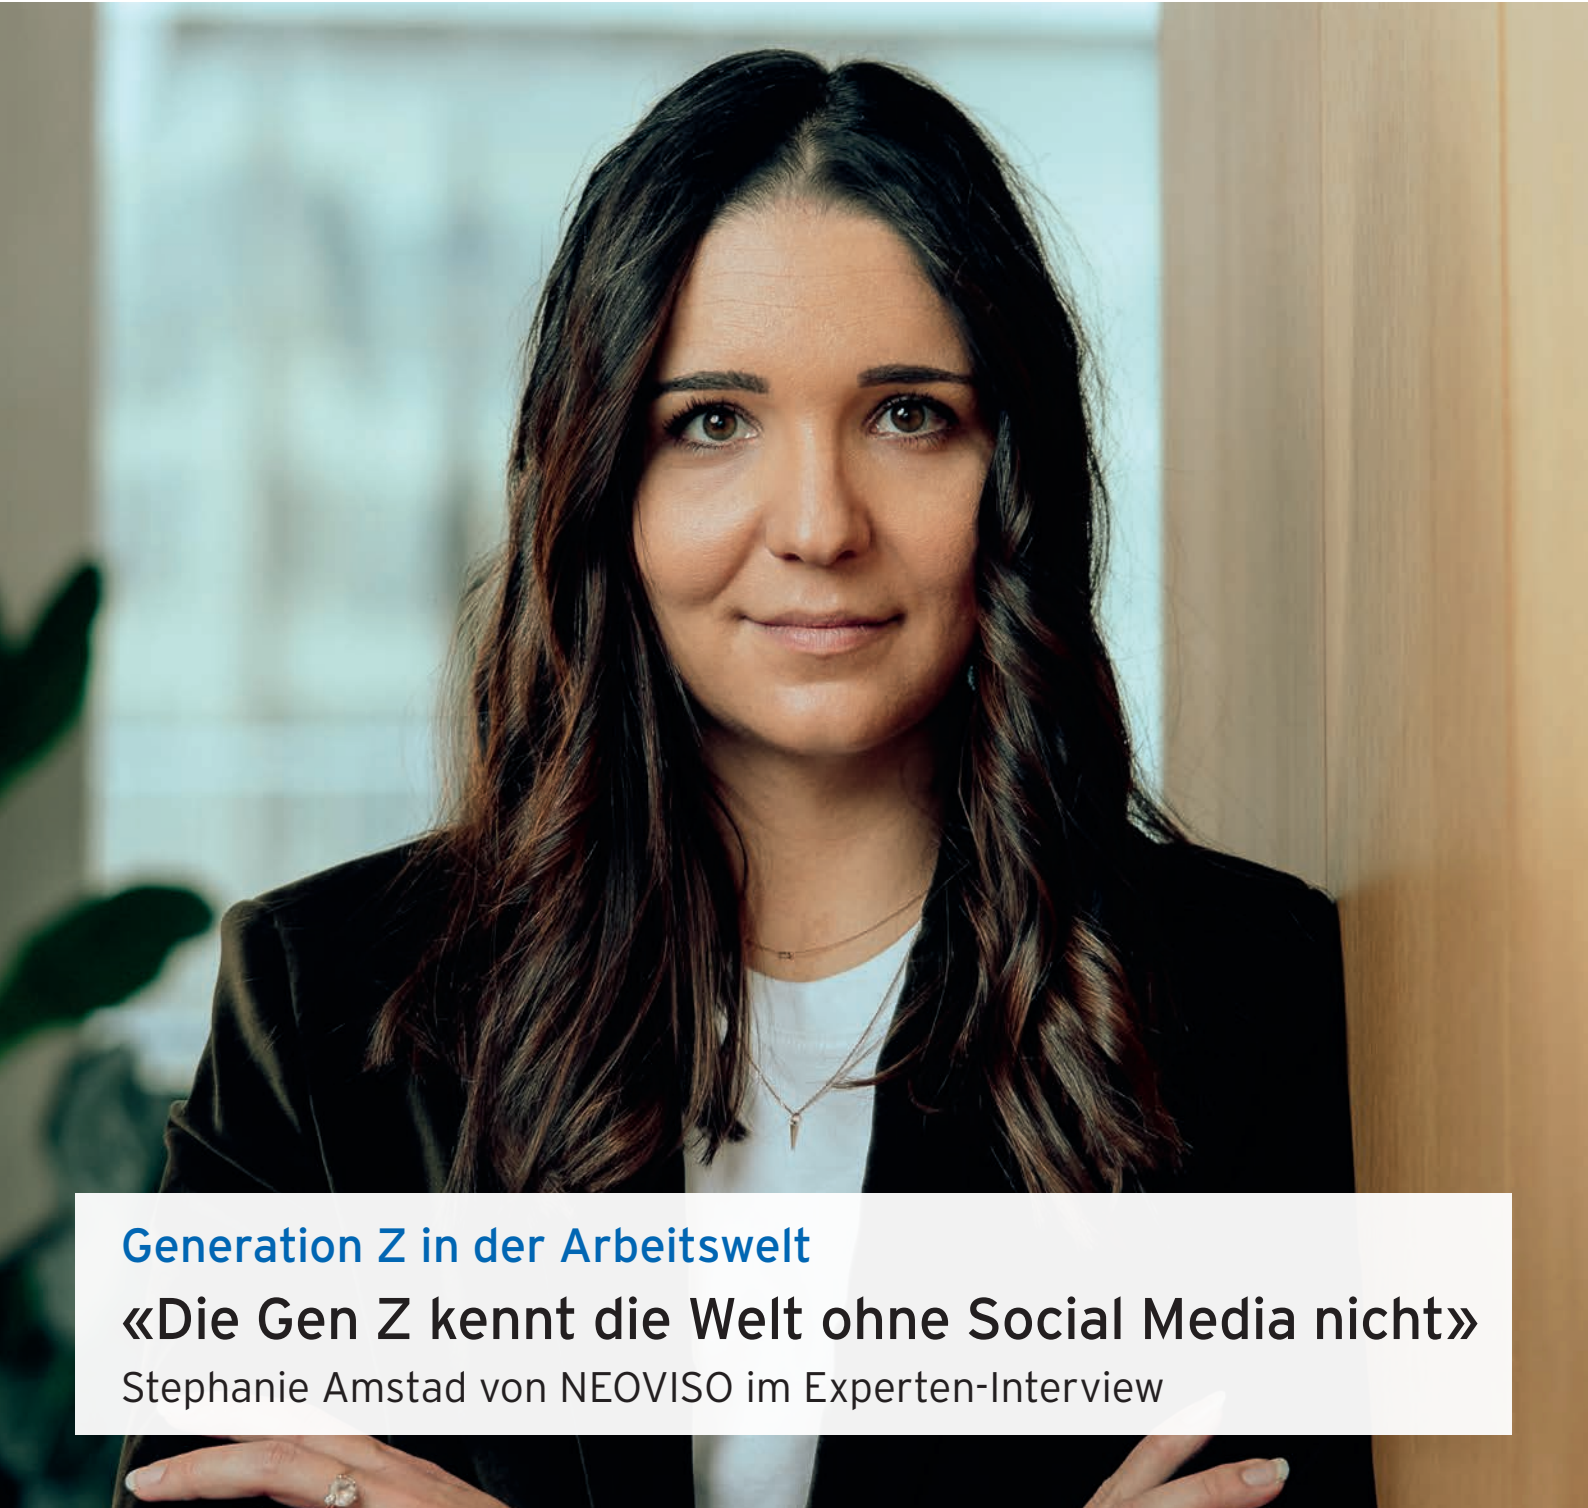 Generation Z in der Arbeitswelt
«Die Gen Z kennt die Welt ohne Social Media nicht»
Stephanie Amstad von NEOVISO im Experten-Interview